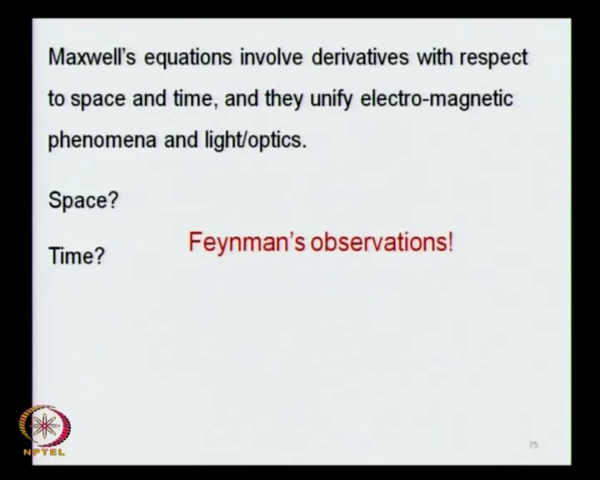 Maxwell's equations involve derivatives with respect
to space and time, and they unify electro-magnetic
phenomena and light/optics.
Space?
Feynman's observations!
Time?
NPTEL
75